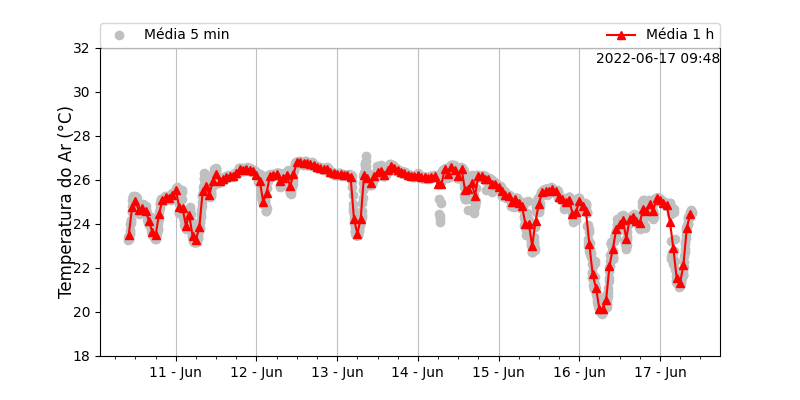 Média 5 min
Média 1 h
2022-06-17 09:48
Temperatura do Ar (°C)
32
30
28
26
24
22
20
18
11 - Jun
12 - Jun
13 - Jun
14 - Jun
15 - Jun
16 - Jun
17 - Jun